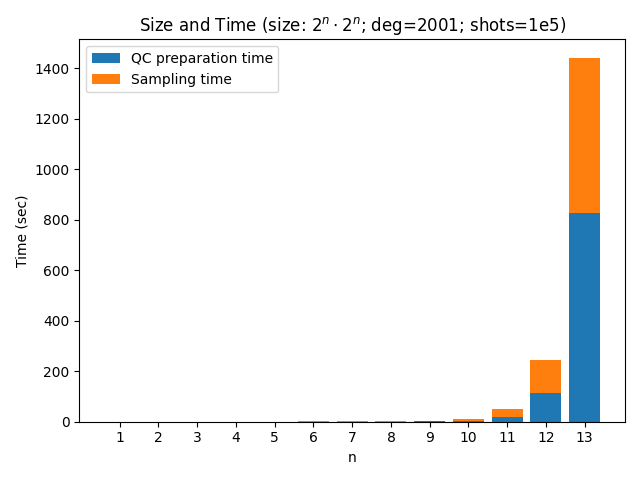 Size and Time (size: 2ⁿ · 2ⁿ; deg=2001; shots=1e5)
QC preparation time
Sampling time
1400
1200
1000
800
600
400
200
0
Time (sec)
1 2 3 4 5 6 7 8 9 10 11 12 13
n